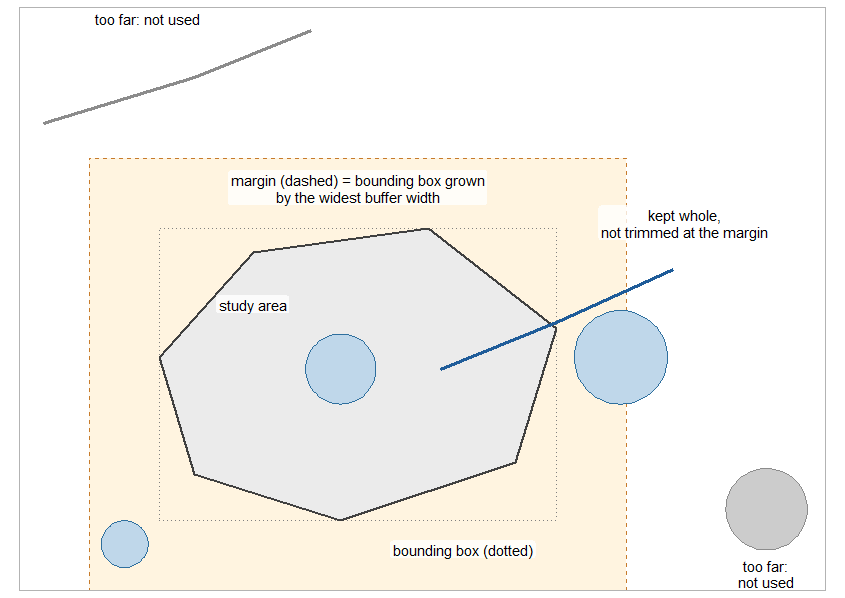 too far: not used
margin (dashed) = bounding box grown
by the widest buffer width
kept whole,
not trimmed at the margin
study area
bounding box (dotted)
too far:
not used